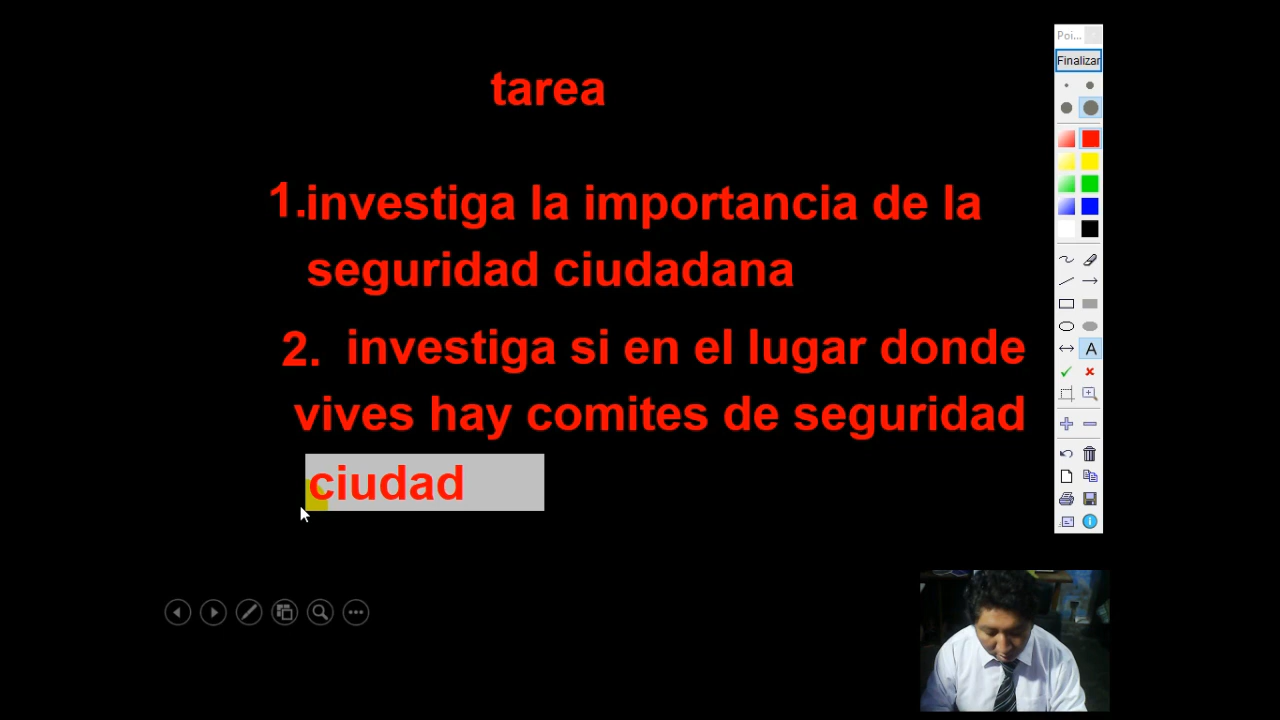 Poi...
Finalizar
tarea
1.investiga la importancia de la
seguridad ciudadana
2. investiga si en el lugar donde
vives hay comites de seguridad
ciudad
A